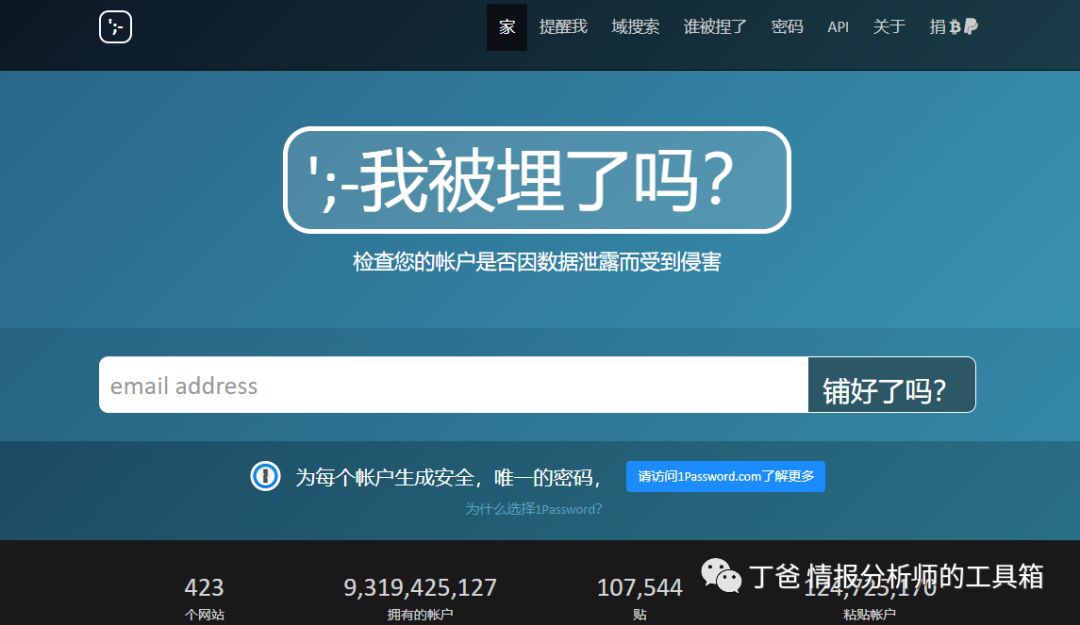 ';-
家 提醒我 域搜索 谁被捏了 密码 API 关于 捐
';-我被埋了吗？
检查您的帐户是否因数据泄露而受到侵害
email address
铺好了吗？
为每个帐户生成安全，唯一的密码，
请访问1Password.com了解更多
为什么选择1Password？
423 9,319,425,127 107,544 124,725,170
个网站 拥有的帐户 贴 粘贴帐户
丁爸 情报分析师的工具箱